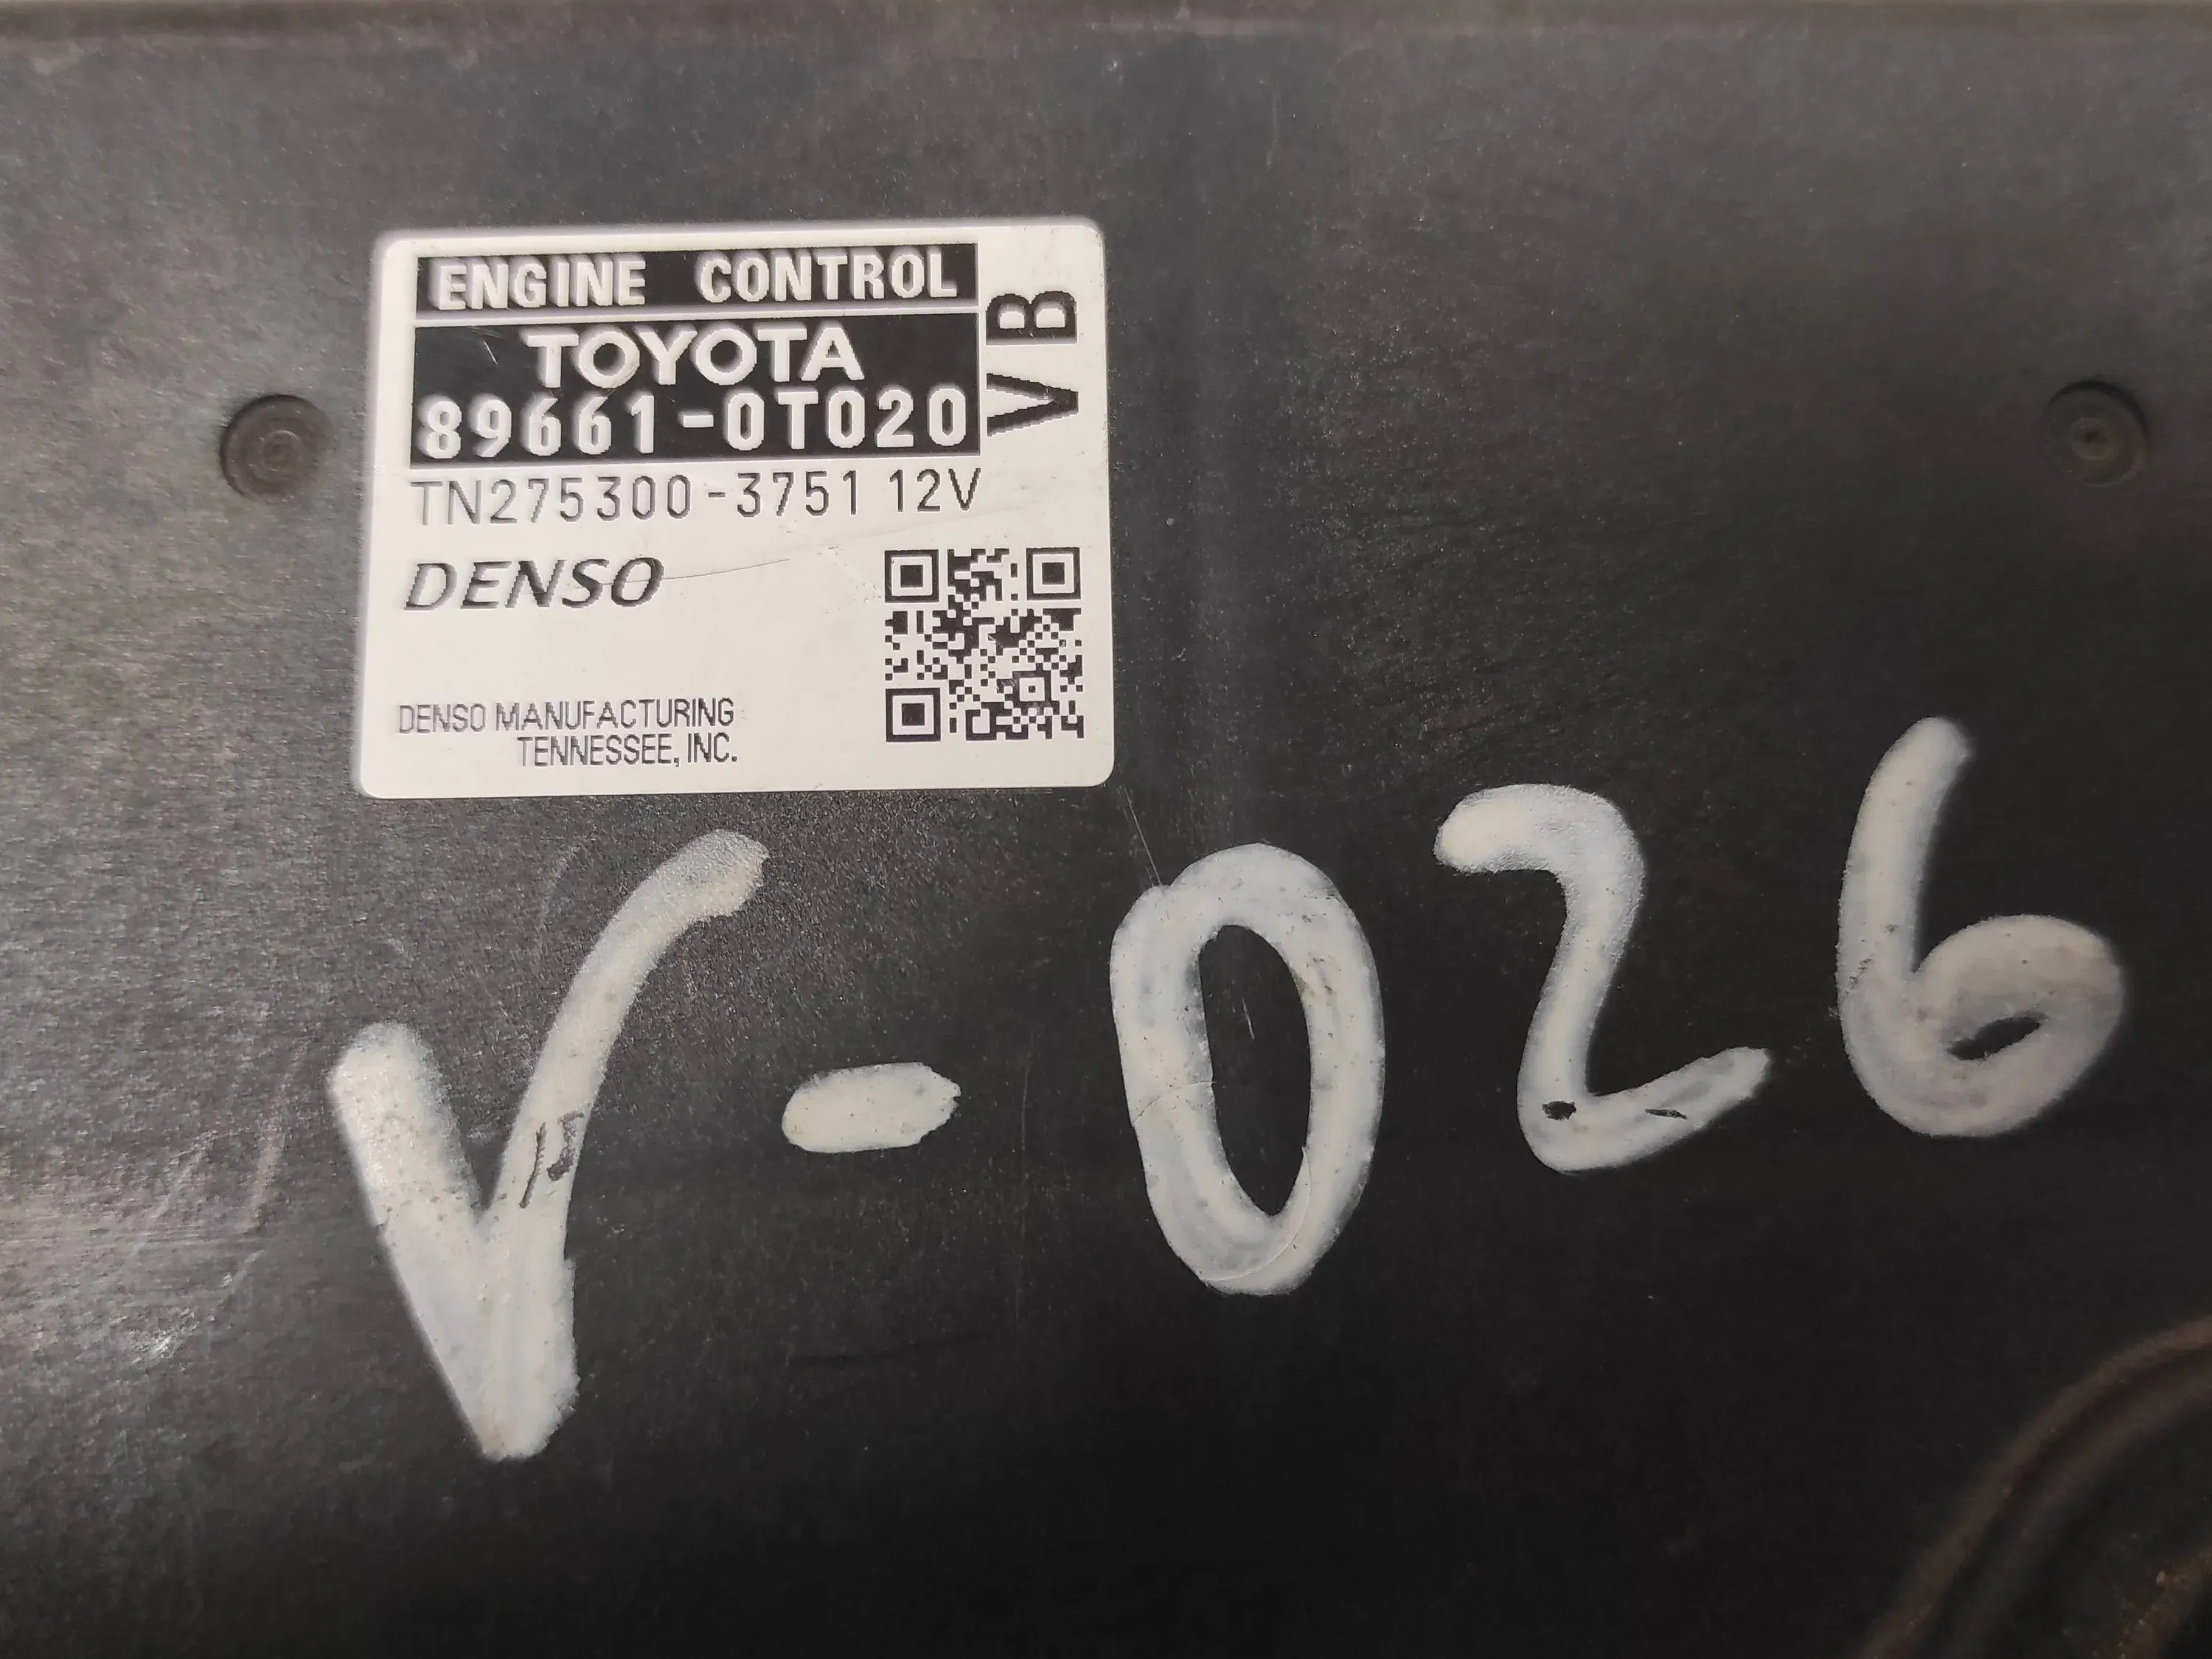 ENGINE CONTROL
TOYOTA
89661-0T020
VB
TN275300-3751 12V
DENSO
DENSO MANUFACTURING
TENNESSEE, INC.
V-026